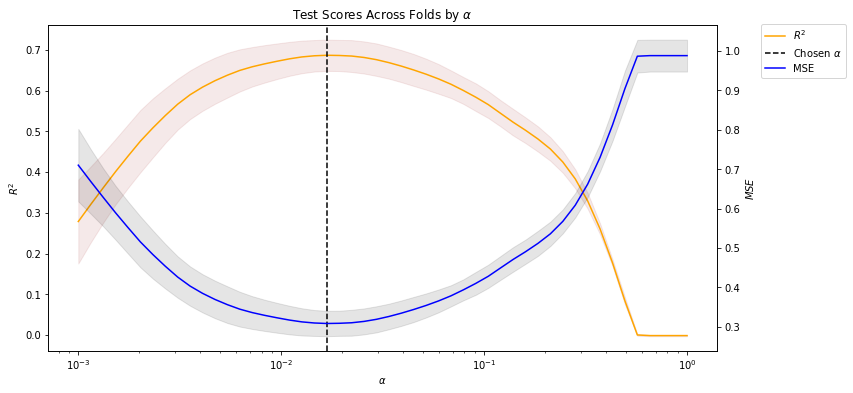 Test Scores Across Folds by α
R²
Chosen α
MSE
0.7
0.6
0.5
0.4
0.3
0.2
0.1
0.0
R²
1.0
0.9
0.8
0.7
0.6
0.5
0.4
0.3
MSE
10⁻³
10⁻²
10⁻¹
10⁰
α